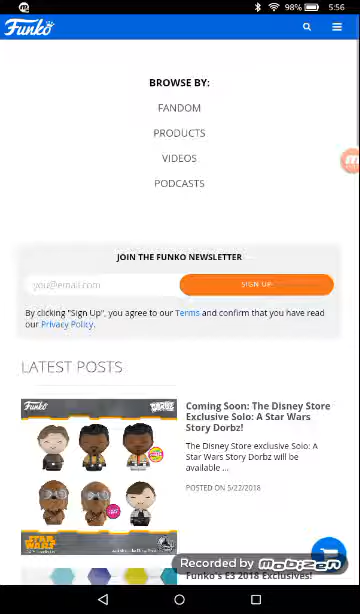 98% 5:56
Funko
BROWSE BY:
FANDOM
PRODUCTS
VIDEOS
PODCASTS
JOIN THE FUNKO NEWSLETTER
you@email.com
SIGN UP
By clicking "Sign Up", you agree to our Terms and confirm that you have read
our Privacy Policy.
LATEST POSTS
Funko
Coming Soon: The Disney Store
Exclusive Solo: A Star Wars
Story Dorbz!
The Disney Store exclusive Solo: A
Star Wars Story Dorbz will be
available ...
POSTED ON 5/22/2018
STAR
WARS
Recorded by
MOBIZEN
Funko's E3 2018 Exclusives!